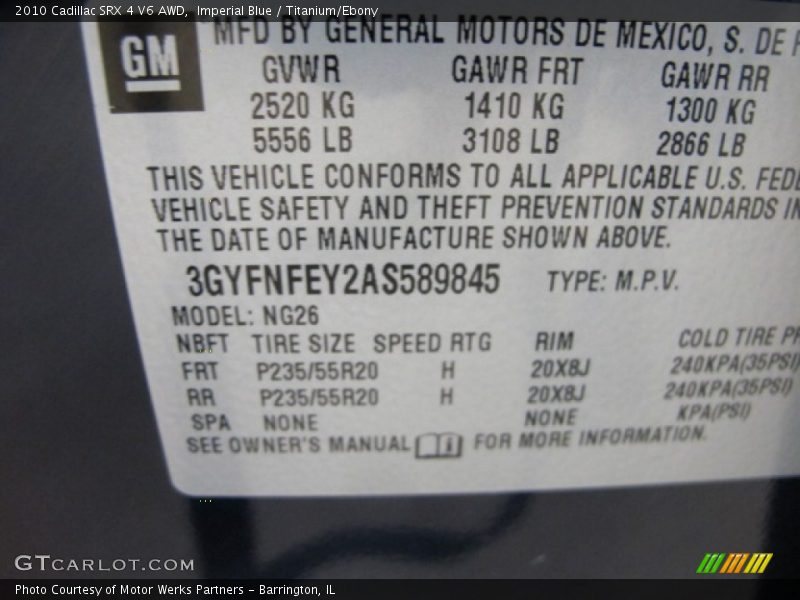 2010 Cadillac SRX 4 V6 AWD, Imperial Blue / Titanium/Ebony
GM
MFD BY GENERAL MOTORS DE MEXICO, S. DE
GVWR GAWR FRT GAWR RR
2520 KG 1410 KG 1300 KG
5556 LB 3108 LB 2866 LB
THIS VEHICLE CONFORMS TO ALL APPLICABLE U.S. FEDE
VEHICLE SAFETY AND THEFT PREVENTION STANDARDS IN
THE DATE OF MANUFACTURE SHOWN ABOVE.
3GYFNFEY2AS589845 TYPE: M.P.V.
MODEL: NG26
NBFT TIRE SIZE SPEED RTG RIM COLD TIRE PR
FRT P235/55R20 H 20X8J 240KPA(35PSI)
RR P235/55R20 H 20X8J 240KPA(35PSI)
SPA NONE NONE KPA(PSI)
SEE OWNER'S MANUAL FOR MORE INFORMATION.
GTCARLOT.COM
Photo Courtesy of Motor Werks Partners - Barrington, IL